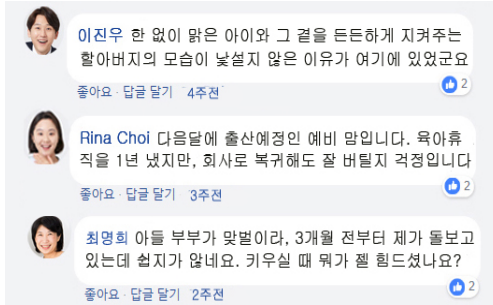 이진우 한 없이 맑은 아이와 그 곁을 든든하게 지켜주는
할아버지의 모습이 낯설지 않은 이유가 여기에 있었군요
2
좋아요 · 답글 달기 4주전
Rina Choi 다음달에 출산예정인 예비 맘입니다. 육아휴
직을 1년 냈지만, 회사로 복귀해도 잘 버틸지 걱정입니다
2
좋아요 · 답글 달기 3주전
최명희 아들 부부가 맞벌이라, 3개월 전부터 제가 돌보고
있는데 쉽지가 않네요. 키우실 때 뭐가 젤 힘드셨나요?
2
좋아요 · 답글 달기 2주전